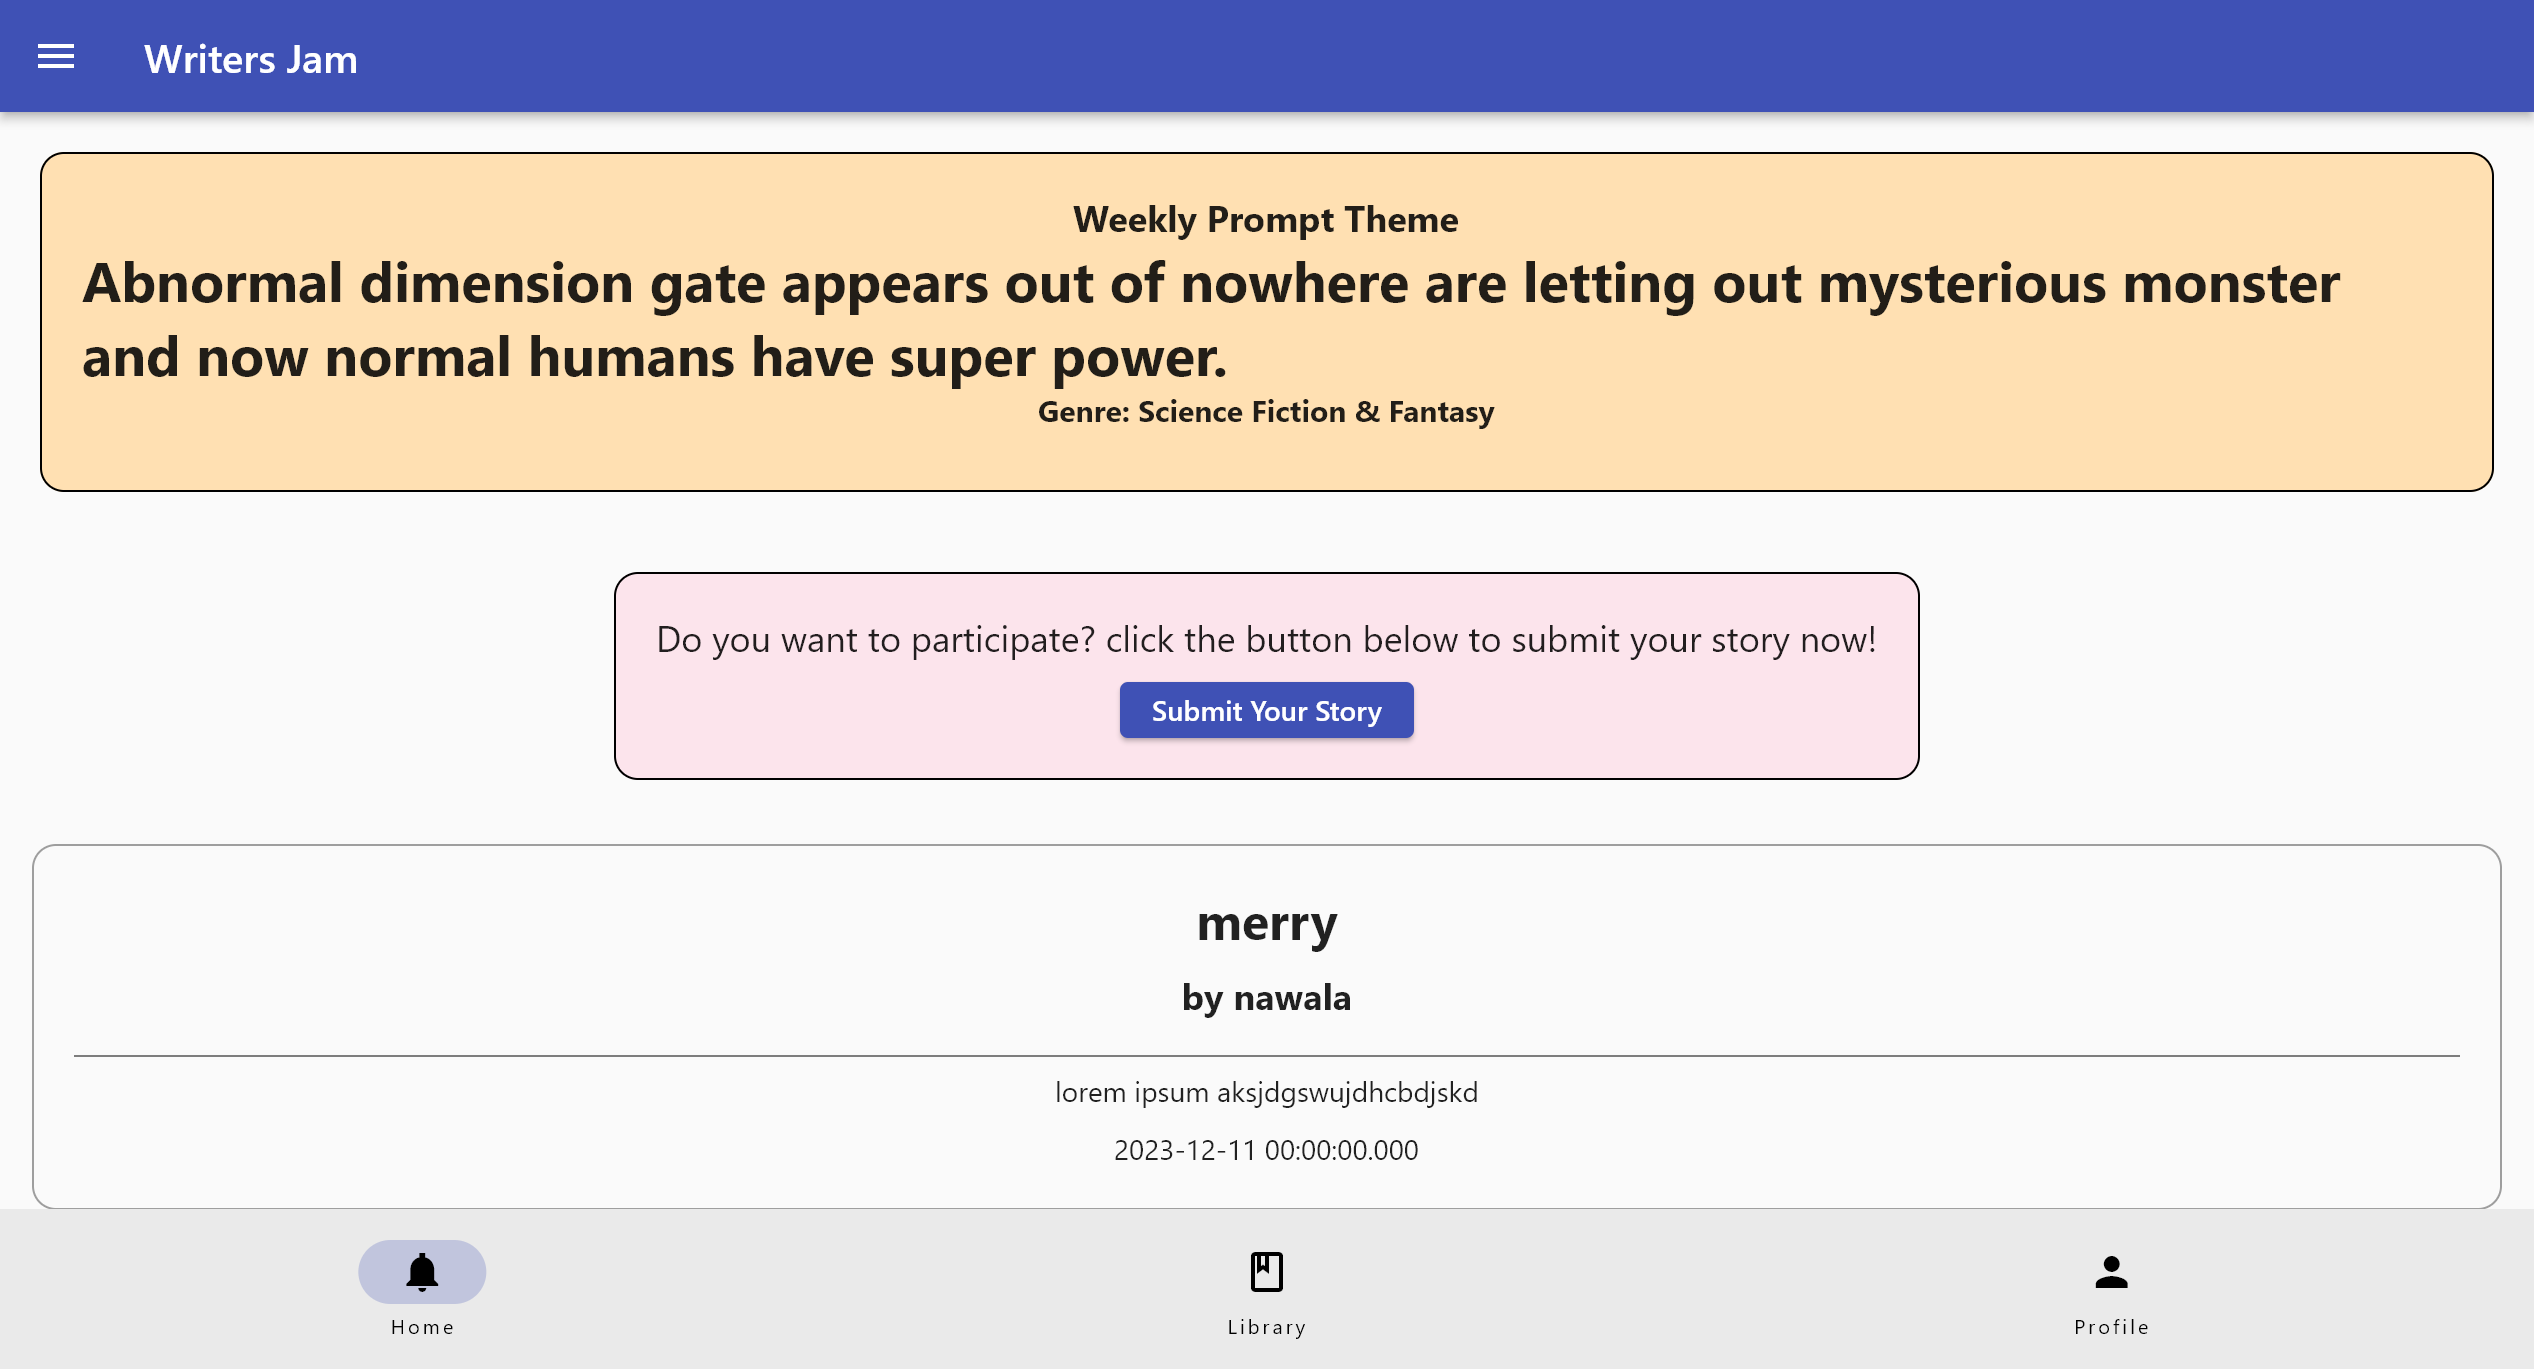 Writers Jam
Weekly Prompt Theme
Abnormal dimension gate appears out of nowhere are letting out mysterious monster
and now normal humans have super power.
Genre: Science Fiction & Fantasy
Do you want to participate? click the button below to submit your story now!
Submit Your Story
merry
by nawala
lorem ipsum aksjdgswujdhcbdjskd
2023-12-11 00:00:00.000
Home
Library
Profile